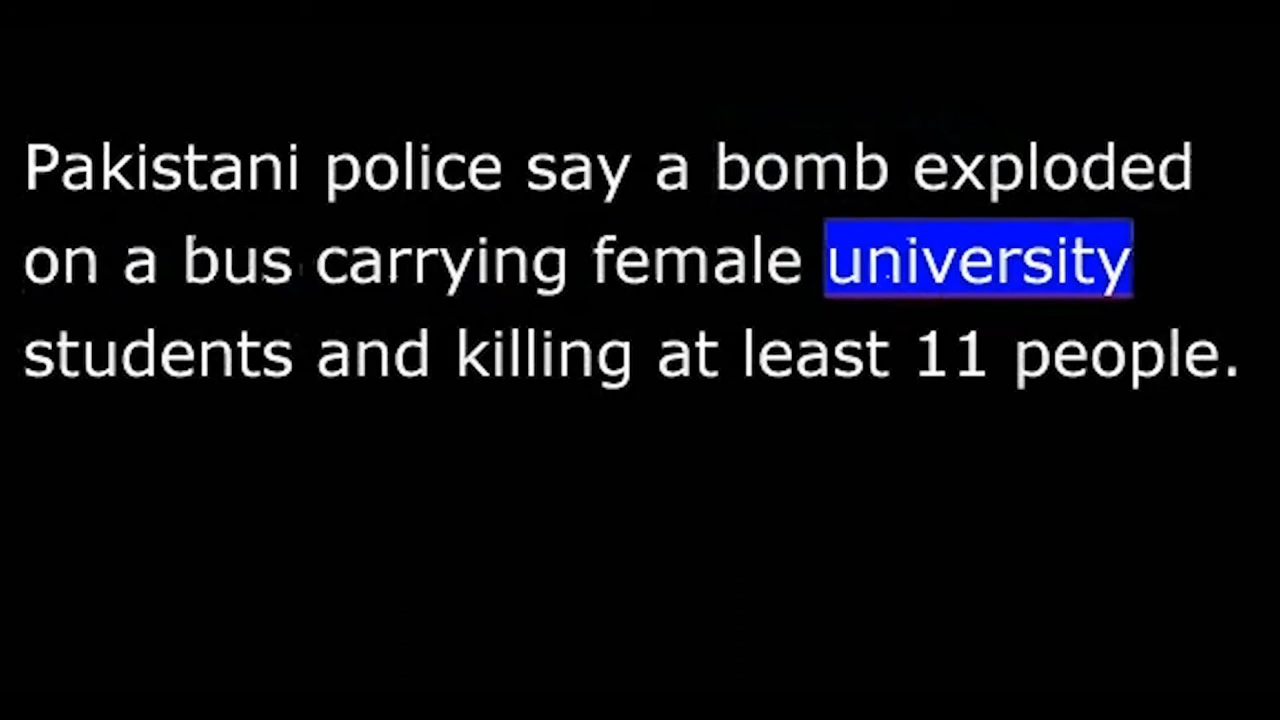 Pakistani police say a bomb exploded
on a bus carrying female university
students and killing at least 11 people.